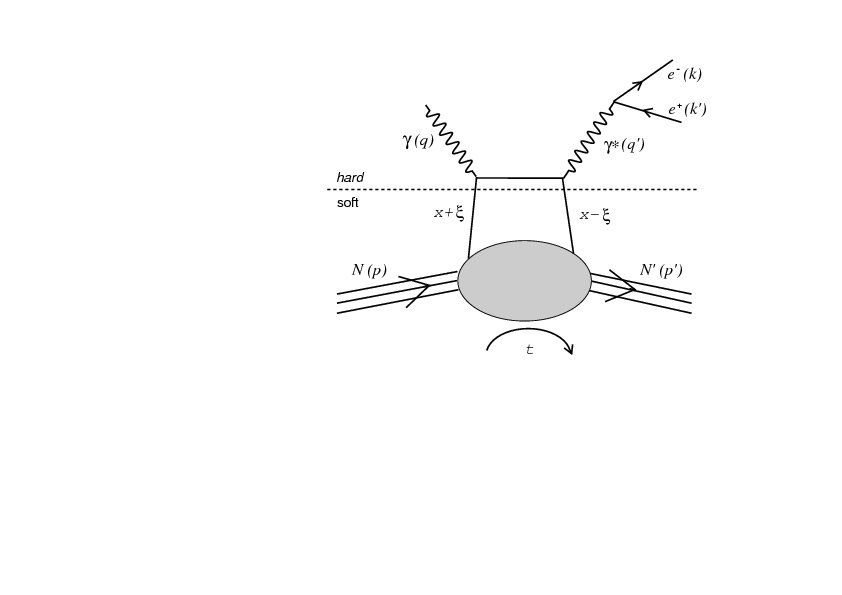 e⁻(k)
e⁺(k')
γ(q)
γ*(q')
hard
soft
x+ξ
x−ξ
N(p)
N'(p')
t